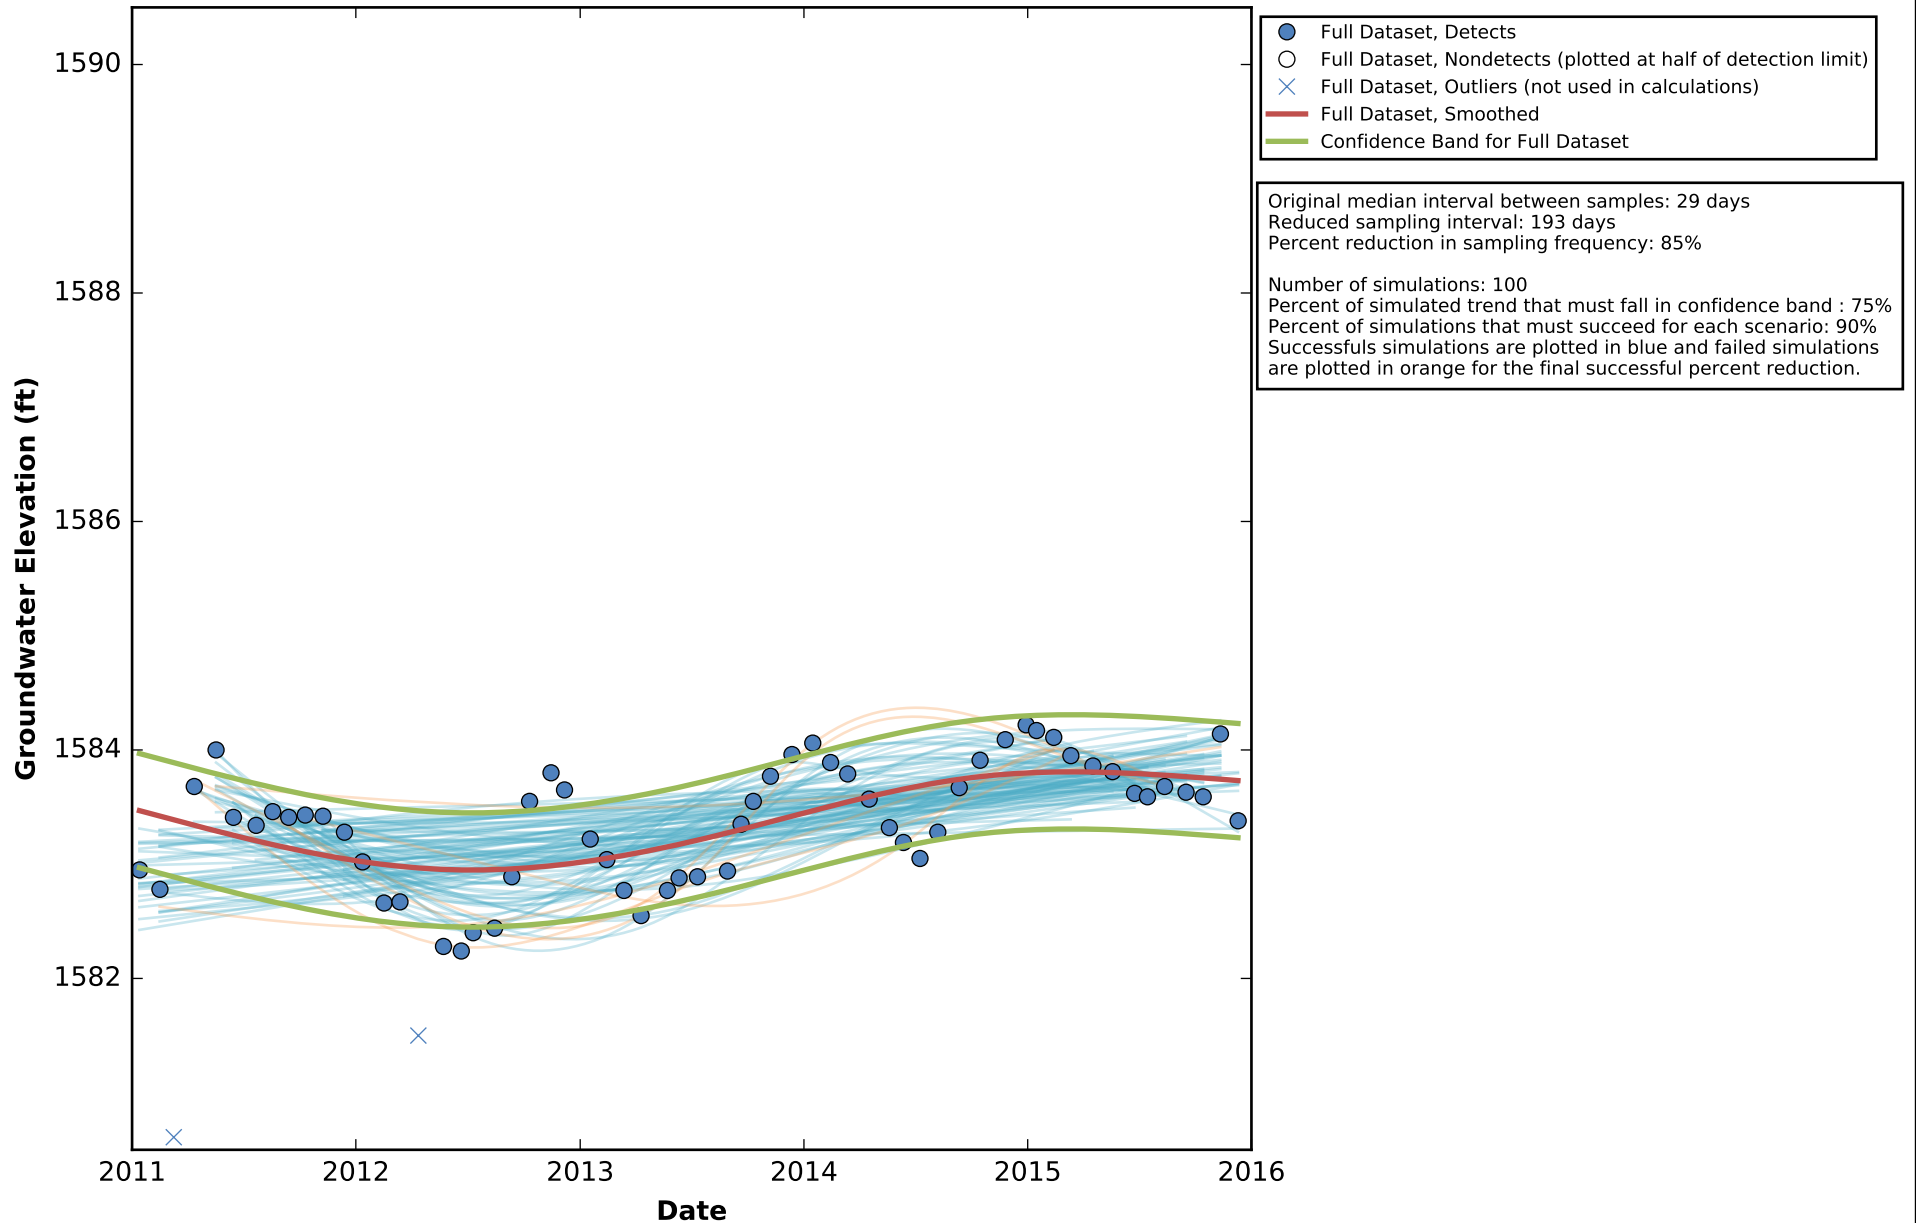 1590
1588
1586
1584
1582
Groundwater Elevation (ft)
2011 2012 2013 2014 2015 2016
Date
Full Dataset, Detects
Full Dataset, Nondetects (plotted at half of detection limit)
Full Dataset, Outliers (not used in calculations)
Full Dataset, Smoothed
Confidence Band for Full Dataset
Original median interval between samples: 29 days
Reduced sampling interval: 193 days
Percent reduction in sampling frequency: 85%
Number of simulations: 100
Percent of simulated trend that must fall in confidence band : 75%
Percent of simulations that must succeed for each scenario: 90%
Successfuls simulations are plotted in blue and failed simulations
are plotted in orange for the final successful percent reduction.